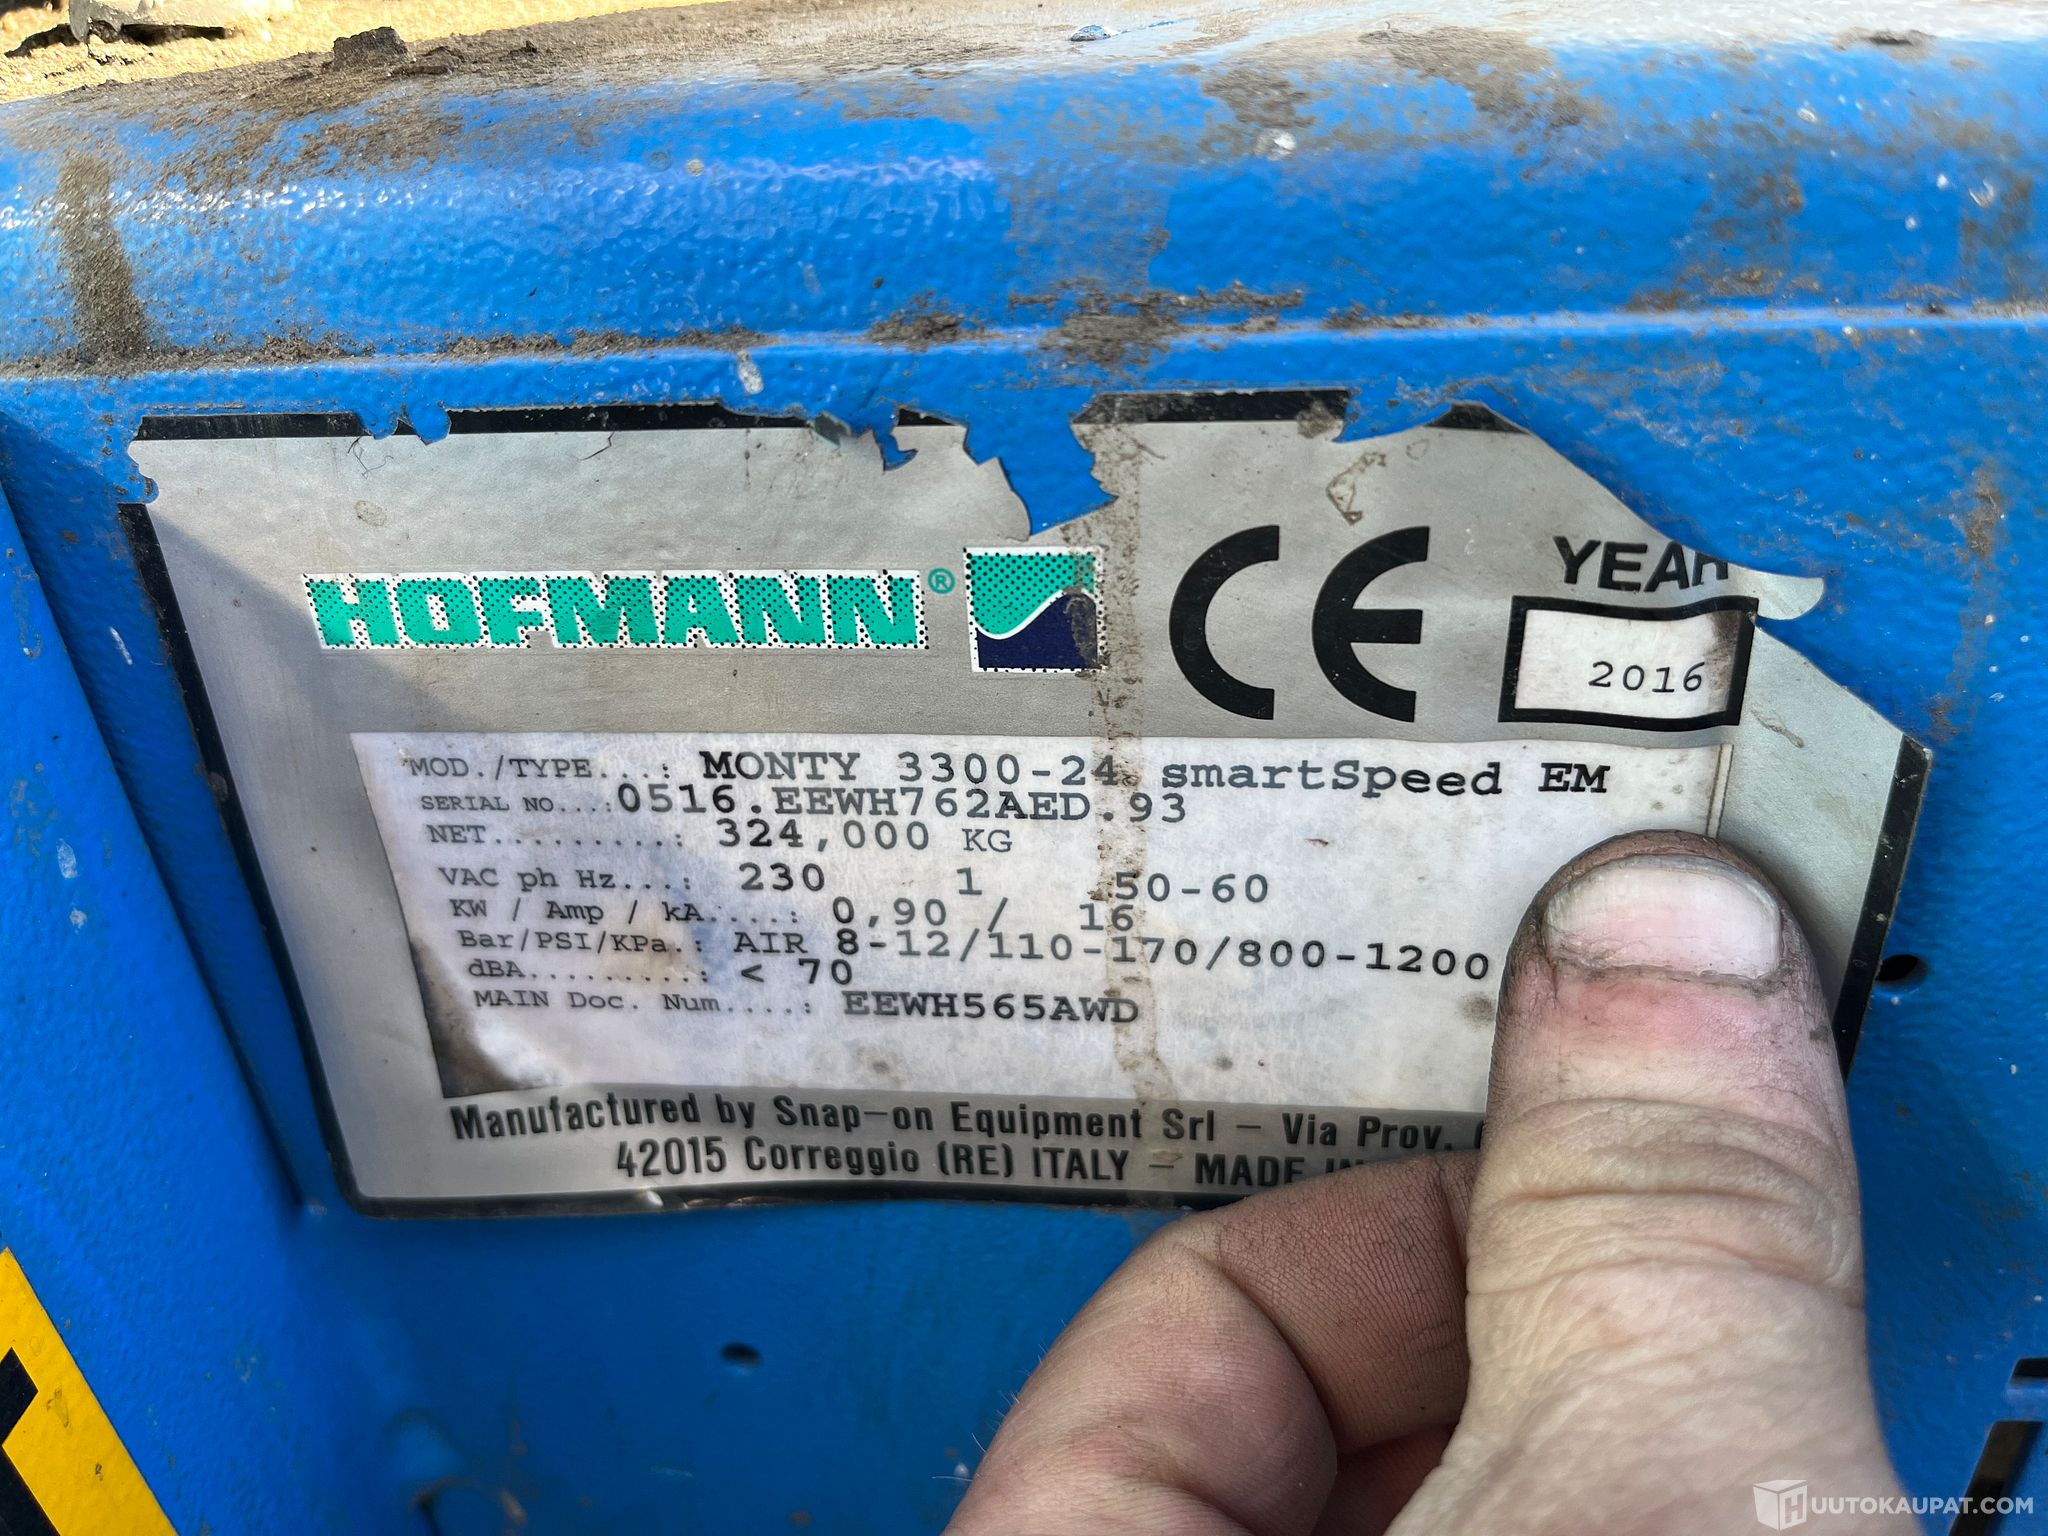 HOFMANN®
CE
YEAR
2016
MOD./TYPE...: MONTY 3300-24 smartSpeed EM
SERIAL NO...:0516.EEWH762AED.93
NET.........: 324,000 KG
VAC ph Hz...: 230 1 50-60
KW / Amp / kA....: 0,90 / 16
Bar/PSI/KPa.: AIR 8-12/110-170/800-1200
dBA.........: < 70
MAIN Doc. Num....: EEWH565AWD
Manufactured by Snap-on Equipment Srl – Via Prov.
42015 Correggio (RE) ITALY – MADE IN
HUUTOKAUPAT.COM